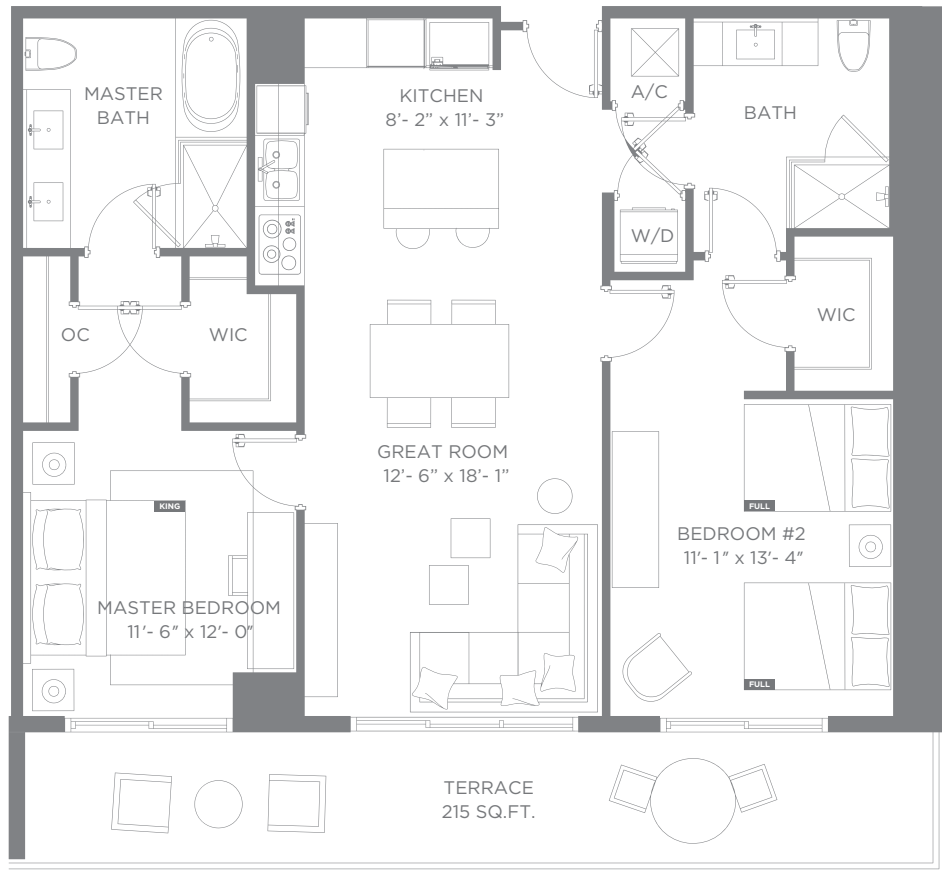 MASTER
BATH
KITCHEN
8'- 2" x 11'- 3"
A/C
BATH
W/D
OC
WIC
WIC
GREAT ROOM
12'- 6" x 18'- 1"
KING
FULL
BEDROOM #2
11'- 1" x 13'- 4"
MASTER BEDROOM
11'- 6" x 12'- 0"
FULL
TERRACE
215 SQ.FT.